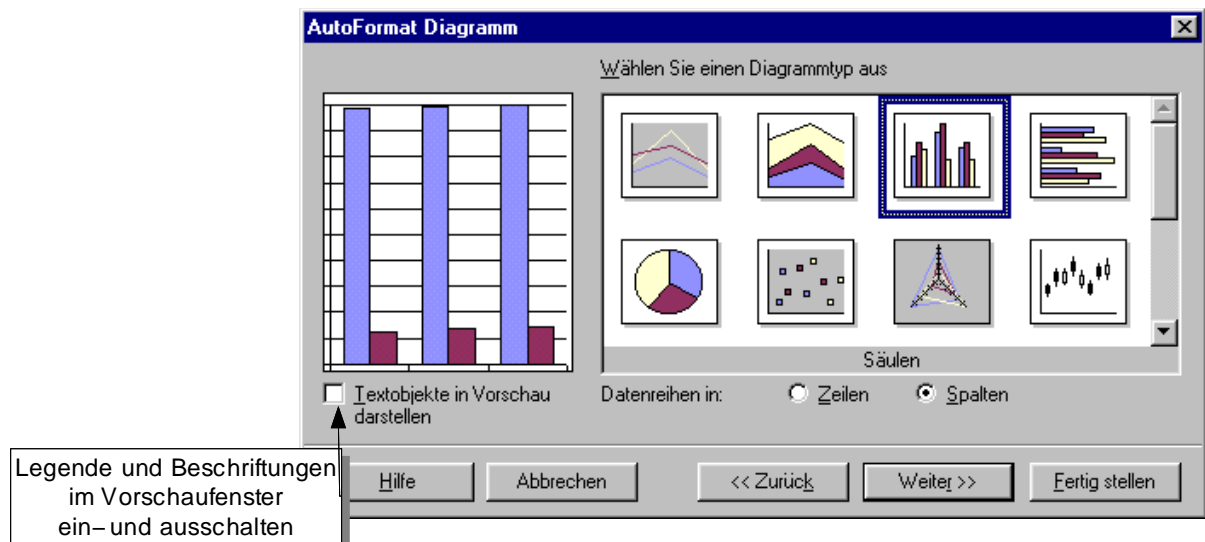 AutoFormat Diagramm
Wählen Sie einen Diagrammtyp aus
Säulen
Textobjekte in Vorschau
darstellen
Datenreihen in:
Zeilen
Spalten
Legende und Beschriftungen
im Vorschaufenster
ein– und ausschalten
Hilfe
Abbrechen
<< Zurück
Weiter >>
Fertig stellen